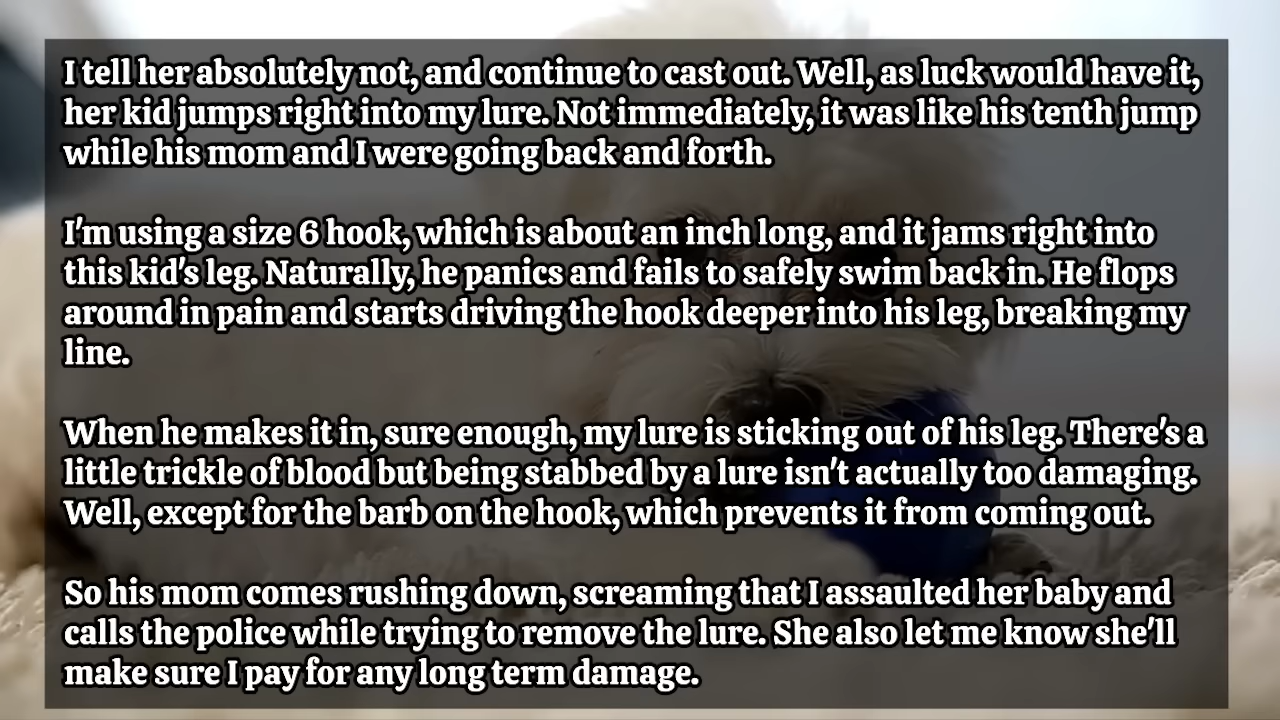 I tell her absolutely not, and continue to cast out. Well, as luck would have it,
her kid jumps right into my lure. Not immediately, it was like his tenth jump
while his mom and I were going back and forth.
I'm using a size 6 hook, which is about an inch long, and it jams right into
this kid's leg. Naturally, he panics and fails to safely swim back in. He flops
around in pain and starts driving the hook deeper into his leg, breaking my
line.
When he makes it in, sure enough, my lure is sticking out of his leg. There's a
little trickle of blood but being stabbed by a lure isn't actually too damaging.
Well, except for the barb on the hook, which prevents it from coming out.
So his mom comes rushing down, screaming that I assaulted her baby and
calls the police while trying to remove the lure. She also let me know she'll
make sure I pay for any long term damage.